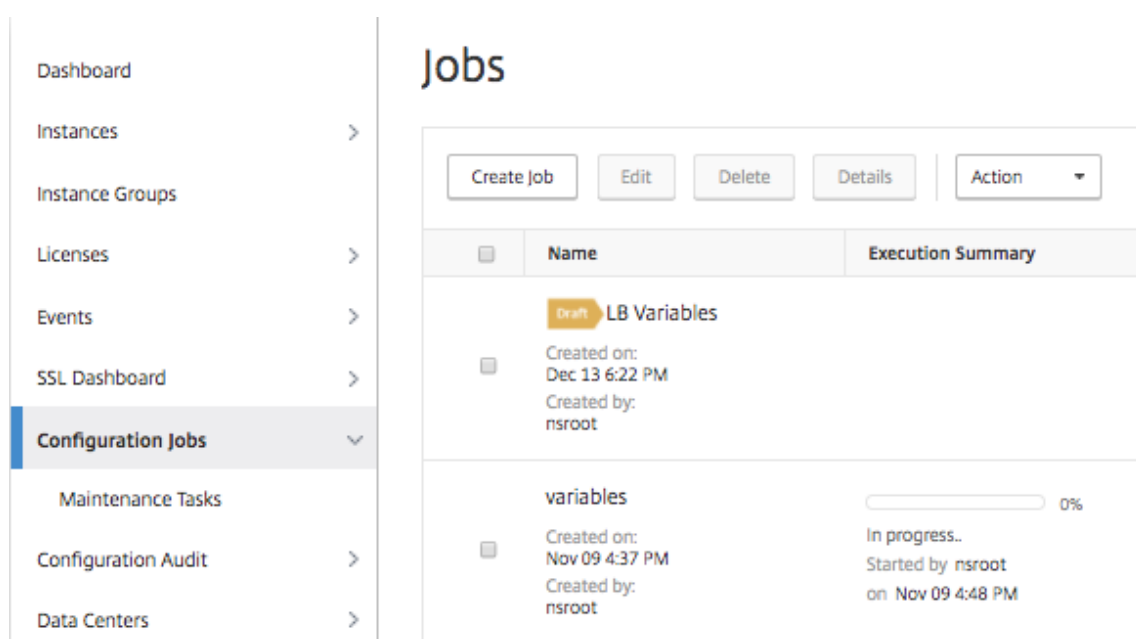 Dashboard
Instances
Instance Groups
Licenses
Events
SSL Dashboard
Configuration Jobs
Maintenance Tasks
Configuration Audit
Data Centers
Jobs
Create Job Edit Delete Details Action
Name Execution Summary
Draft LB Variables
Created on:
Dec 13 6:22 PM
Created by:
nsroot
variables
Created on:
Nov 09 4:37 PM
Created by:
nsroot
0%
In progress..
Started by nsroot
on Nov 09 4:48 PM